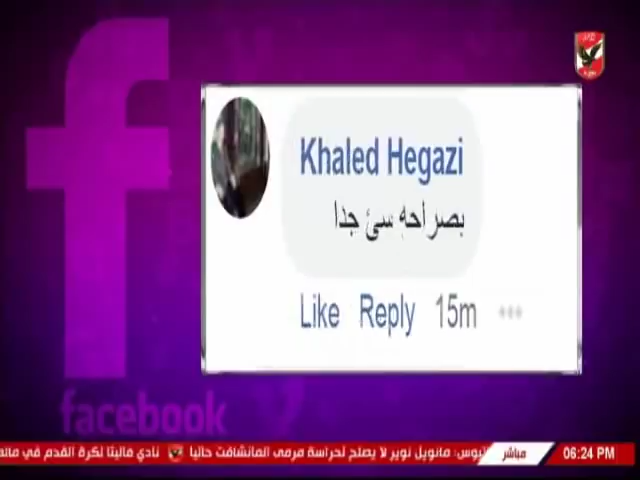 Khaled Hegazi
بصراحه سئ جدا
Like Reply 15m
facebook
لبوس: مانويل نوير لا يصلح لحراسة مرمى المانشافت حاليا نادي ماليتا لكرة القدم في
مباشر
06:24 PM